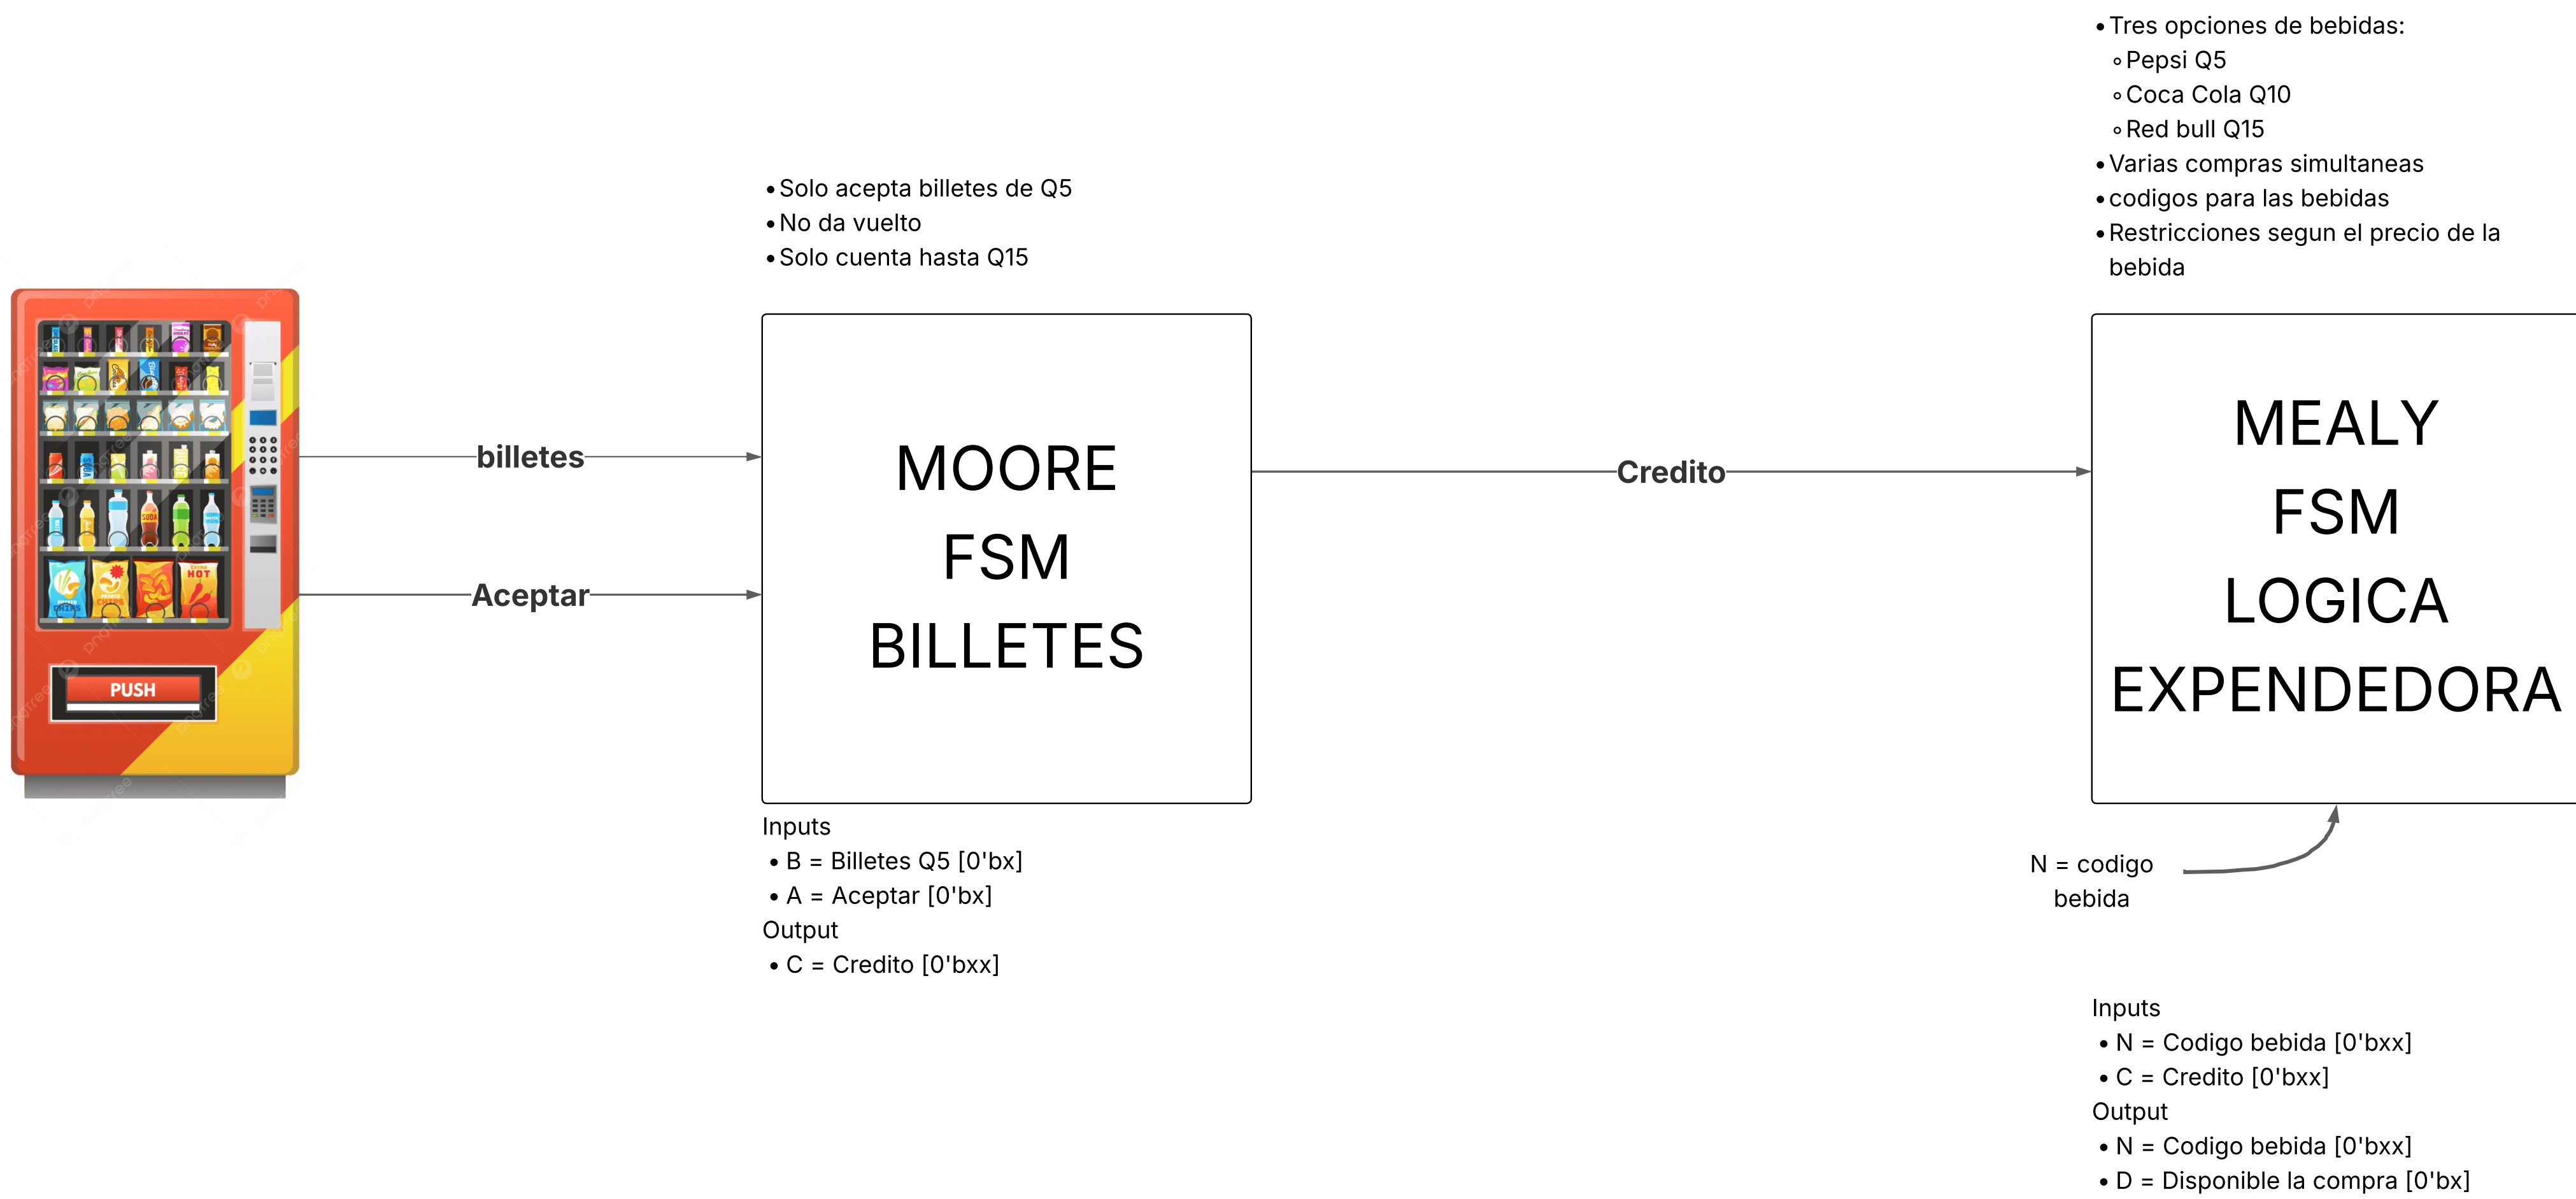 • Tres opciones de bebidas:
◦ Pepsi Q5
◦ Coca Cola Q10
◦ Red bull Q15
• Varias compras simultaneas
• codigos para las bebidas
• Restricciones segun el precio de la
bebida
• Solo acepta billetes de Q5
• No da vuelto
• Solo cuenta hasta Q15
billetes
Aceptar
PUSH
SODA
HOT
CHIPS
MOORE
FSM
BILLETES
Credito
MEALY
FSM
LOGICA
EXPENDEDORA
Inputs
• B = Billetes Q5 [0'bx]
• A = Aceptar [0'bx]
Output
• C = Credito [0'bxx]
N = codigo
bebida
Inputs
• N = Codigo bebida [0'bxx]
• C = Credito [0'bxx]
Output
• N = Codigo bebida [0'bxx]
• D = Disponible la compra [0'bx]